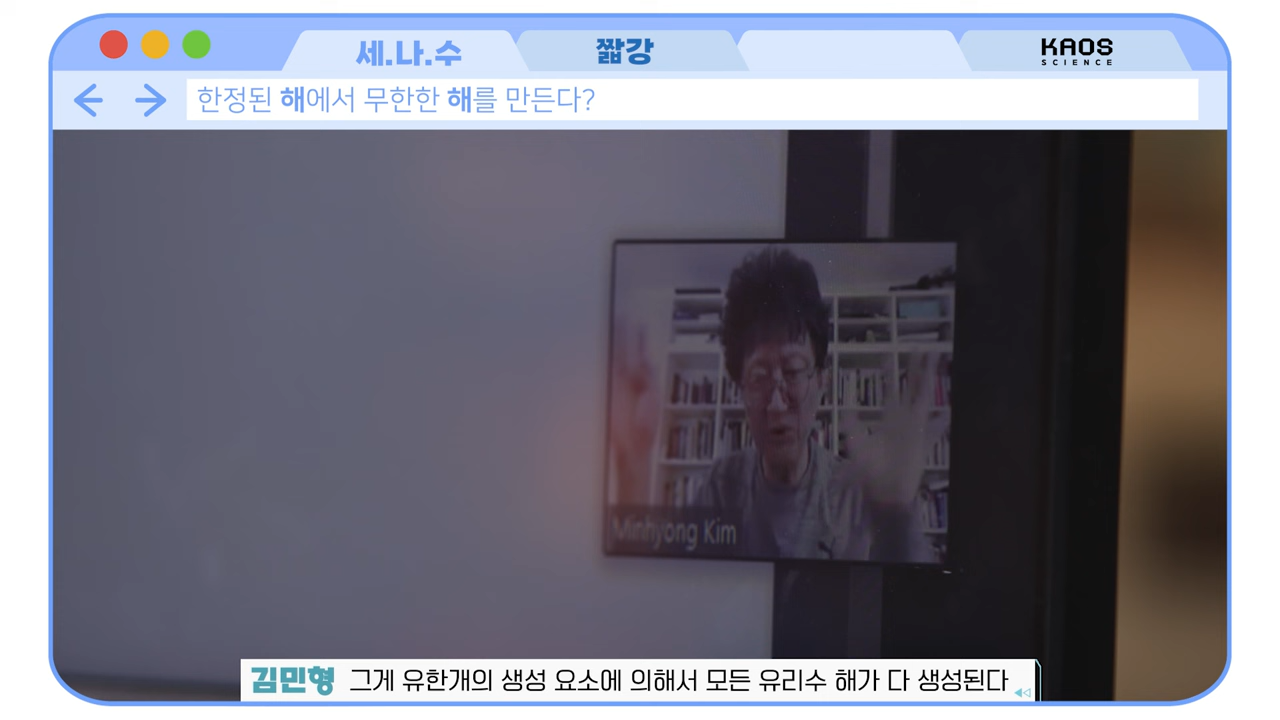 세.나.수
짧강
KAOS
SCIENCE
한정된 해에서 무한한 해를 만든다?
Minhyong Kim
김민형 그게 유한개의 생성 요소에 의해서 모든 유리수 해가 다 생성된다